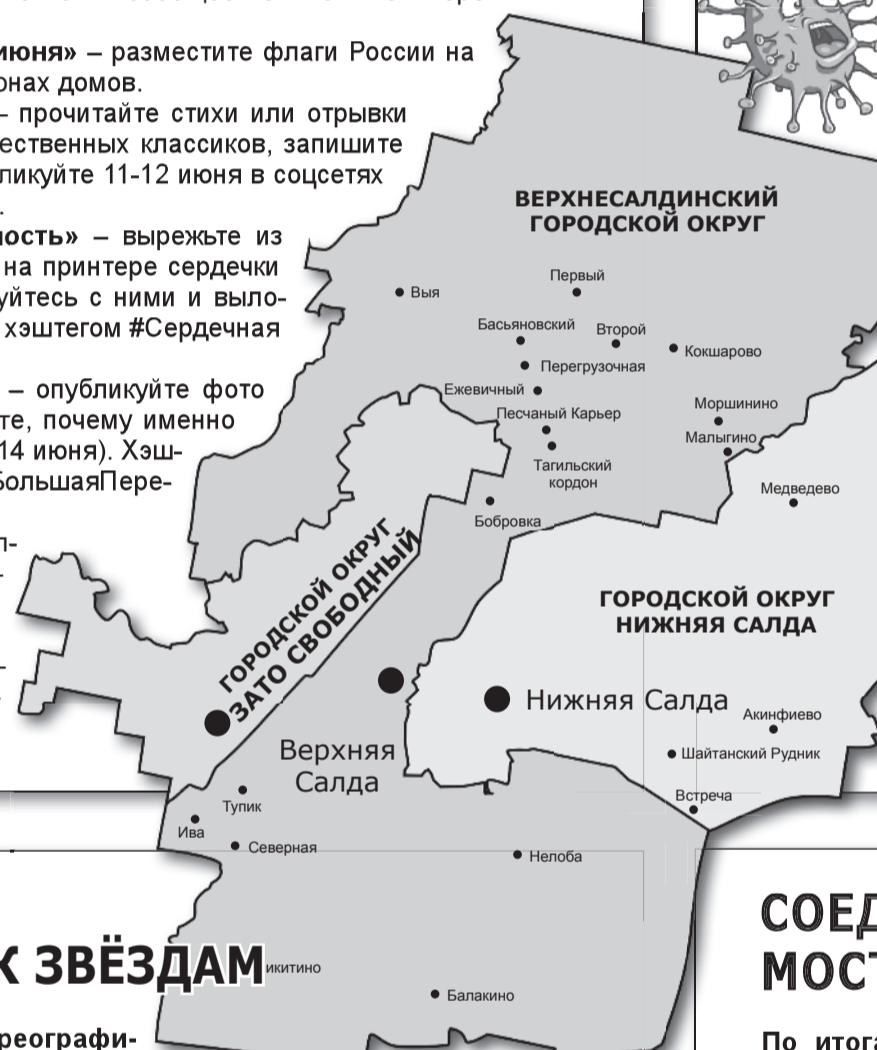 июня» – разместите флаги России на
онах домов.
– прочитайте стихи или отрывки
ественных классиков, запишите
ликуйте 11-12 июня в соцсетях
.
ность» – вырежьте из
на принтере сердечки
уйтесь с ними и выло-
хэштегом #Сердечная
– опубликуйте фото
те, почему именно
14 июня). Хэш-
БольшаяПере-
ВЕРХНЕСАЛДИНСКИЙ
ГОРОДСКОЙ ОКРУГ
Первый
Выя
Басьяновский
Второй
Кокшарово
Перегрузочная
Ежевичный
Моршинино
Песчаный Карьер
Малыгино
Тагильский
кордон
Медведево
Бобровка
ГОРОДСКОЙ ОКРУГ
ЗАТО СВОБОДНЫЙ
ГОРОДСКОЙ ОКРУГ
НИЖНЯЯ САЛДА
Нижняя Салда
Акинфиево
Верхняя
Салда
Шайтанский Рудник
Тупик
Встреча
Ива
Северная
Нелоба
К ЗВЁЗДАМ
икитино
Балакино
реографи-
СОЕД
МОСТ
По итога